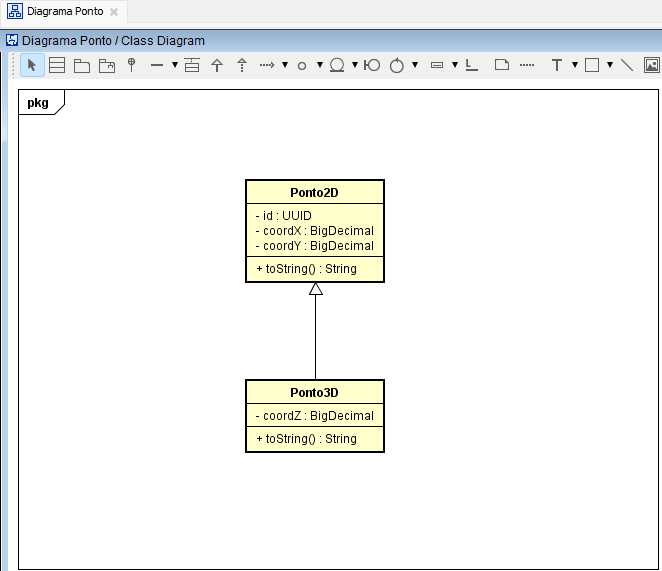 Diagrama Ponto
Diagrama Ponto / Class Diagram
pkg
Ponto2D
- id : UUID
- coordX : BigDecimal
- coordY : BigDecimal
+ toString() : String
Ponto3D
- coordZ : BigDecimal
+ toString() : String